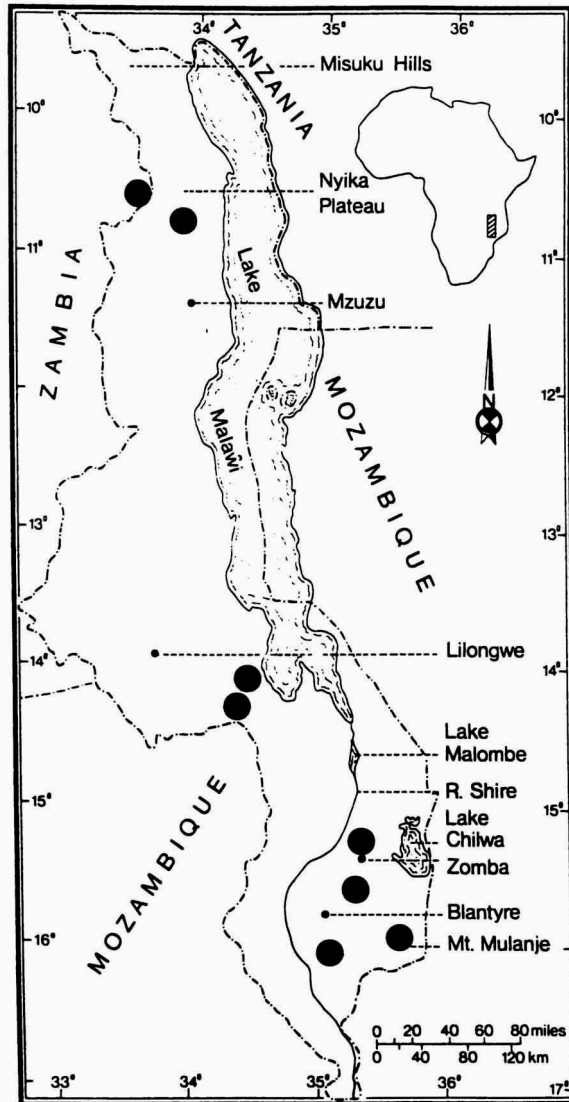 34°
35°
36°
TANZANIA
Misuku Hills
10°
10°
Nyika
Plateau
11°
11°
Lake
ZAMBIA
Mzuzu
12°
N
MOZAMBIQUE
Malaŵi
13°
13°
Lilongwe
14°
14°
Lake
Malombe
R. Shire
15°
15°
Lake
Chilwa
Zomba
MOZAMBIQUE
Blantyre
16°
Mt. Mulanje
0 20 40 60 80 miles
0 40 80 120 km
33°
34°
35°
36°
17°